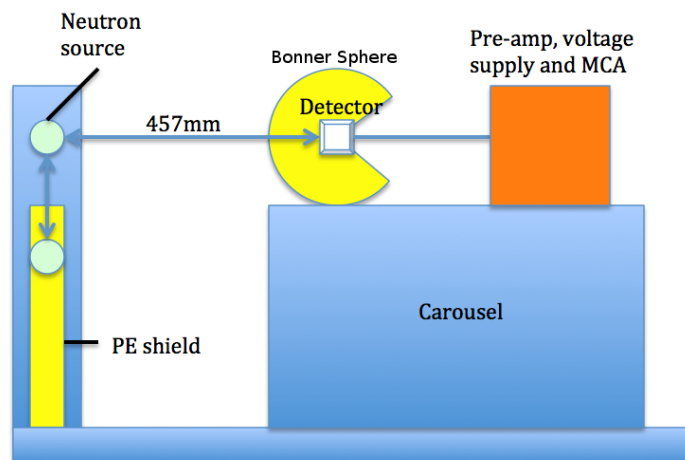 Neutron
source
Bonner Sphere
Pre-amp, voltage
supply and MCA
Detector
457mm
Carousel
PE shield